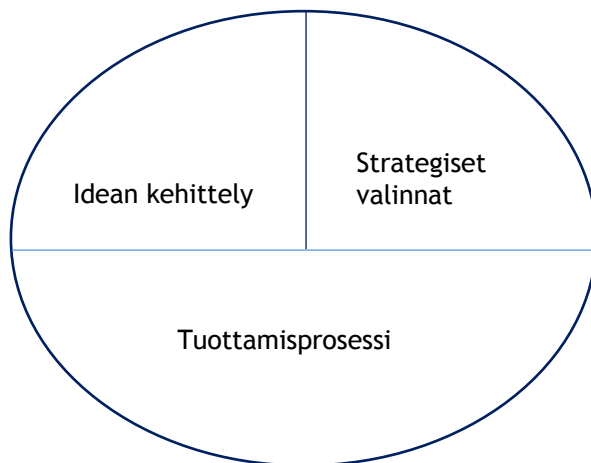 Idean kehittely
Strategiset
valinnat
Tuottamisprosessi